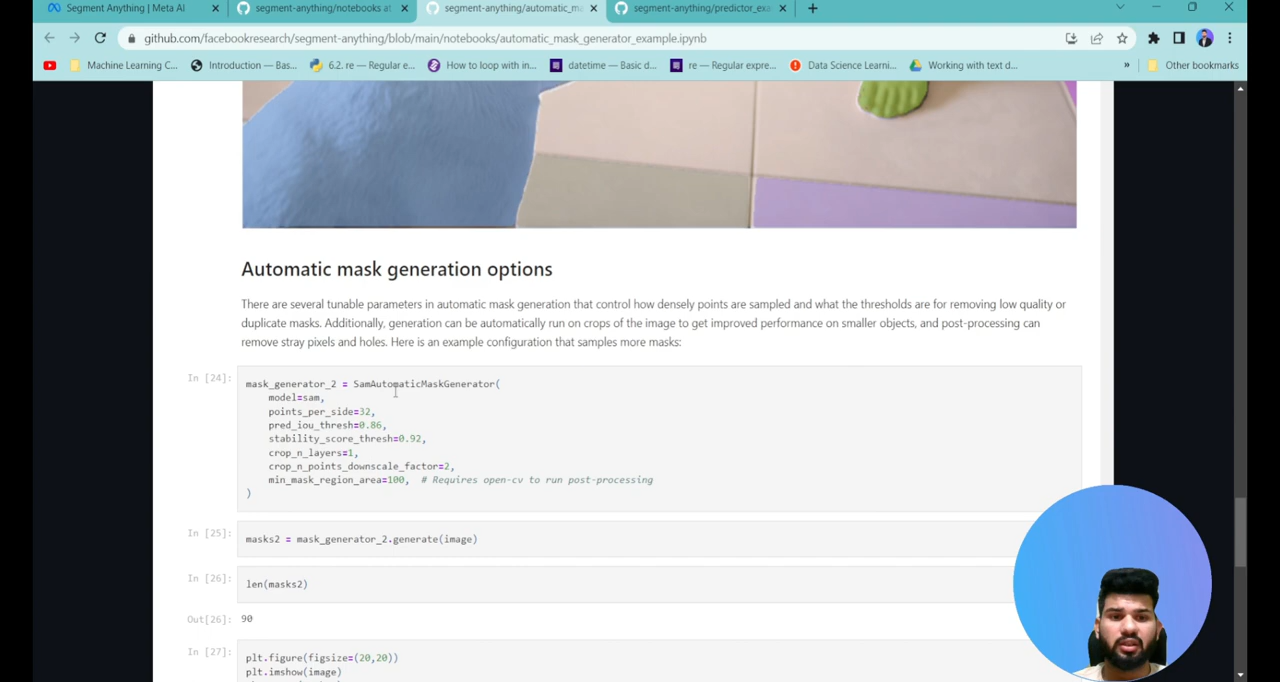 Segment Anything | Meta AI
segment-anything/notebooks at
segment-anything/automatic_ma
segment-anything/predictor_exa
github.com/facebookresearch/segment-anything/blob/main/notebooks/automatic_mask_generator_example.ipynb
Machine Learning C...
Introduction — Bas...
6.2. re — Regular e...
How to loop with in...
datetime — Basic d...
re — Regular expre...
Data Science Learni...
Working with text d...
»
Other bookmarks
Automatic mask generation options
There are several tunable parameters in automatic mask generation that control how densely points are sampled and what the thresholds are for removing low quality or
duplicate masks. Additionally, generation can be automatically run on crops of the image to get improved performance on smaller objects, and post-processing can
remove stray pixels and holes. Here is an example configuration that samples more masks:
In [24]:
mask_generator_2 = SamAutomaticMaskGenerator(
model=sam,
points_per_side=32,
pred_iou_thresh=0.86,
stability_score_thresh=0.92,
crop_n_layers=1,
crop_n_points_downscale_factor=2,
min_mask_region_area=100, # Requires open-cv to run post-processing
)
In [25]:
masks2 = mask_generator_2.generate(image)
In [26]:
len(masks2)
Out[26]:
90
In [27]:
plt.figure(figsize=(20,20))
plt.imshow(image)